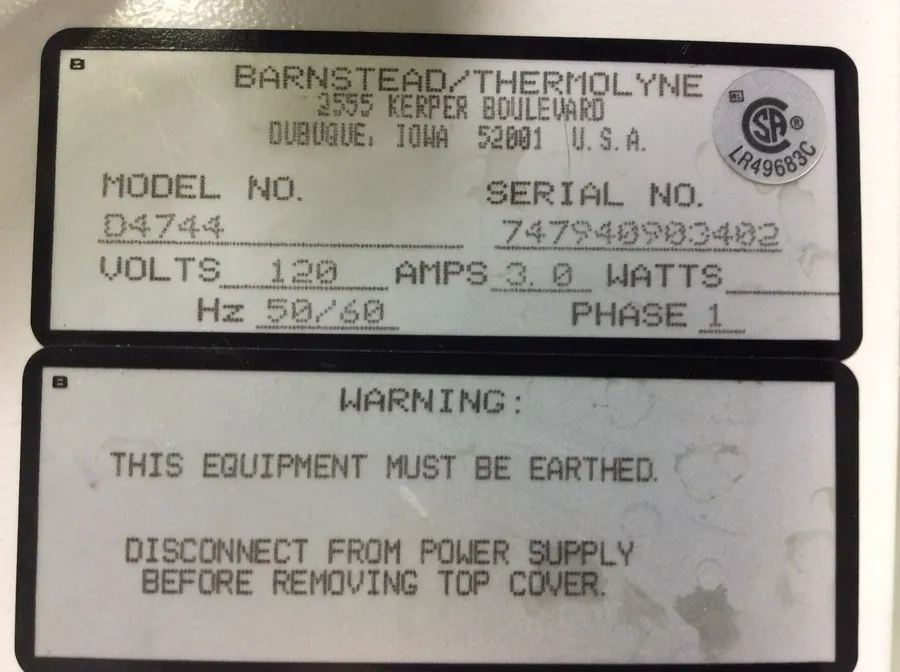 B
BARNSTEAD/THERMOLYNE
2555 KERPER BOULEVARD
DUBUQUE, IOWA 52001 U.S.A.
SA ®
LR49683C
MODEL NO. SERIAL NO.
D4744 747940903402
VOLTS 120 AMPS 3.0 WATTS
Hz 50/60 PHASE 1
B
WARNING:
THIS EQUIPMENT MUST BE EARTHED.
DISCONNECT FROM POWER SUPPLY
BEFORE REMOVING TOP COVER.